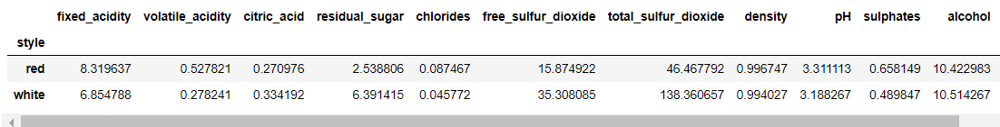 fixed_acidity volatile_acidity citric_acid residual_sugar chlorides free_sulfur_dioxide total_sulfur_dioxide density pH sulphates alcohol
style
red 8.319637 0.527821 0.270976 2.538806 0.087467 15.874922 46.467792 0.996747 3.311113 0.658149 10.422983
white 6.854788 0.278241 0.334192 6.391415 0.045772 35.308085 138.360657 0.994027 3.188267 0.489847 10.514267